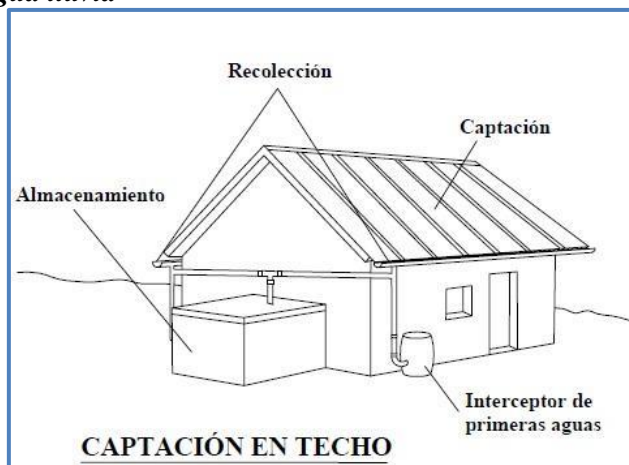 Recolección
Captación
Almacenamiento
Interceptor de
primeras aguas
CAPTACIÓN EN TECHO